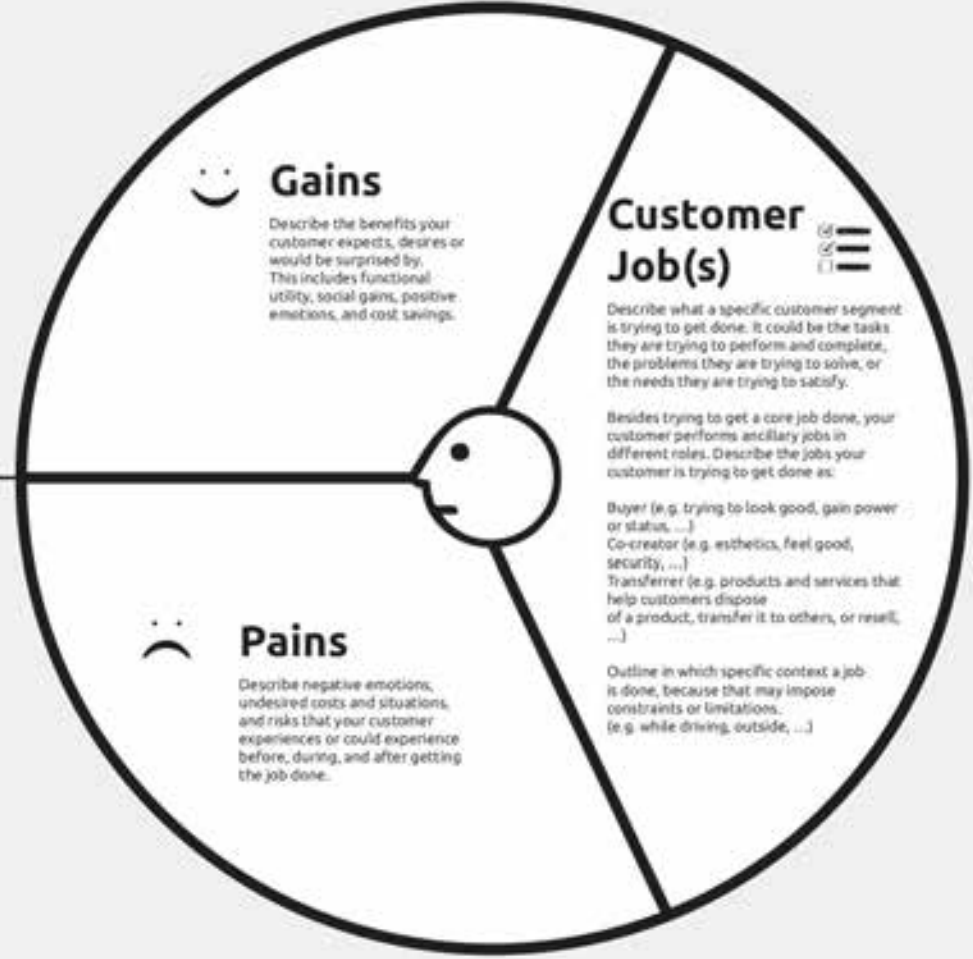 Gains
Describe the benefits your
customer expects, desires or
would be surprised by.
This includes functional
utility, social gains, positive
emotions, and cost savings.
Customer
Job(s)
Describe what a specific customer segment
is trying to get done. It could be the tasks
they are trying to perform and complete,
the problems they are trying to solve, or
the needs they are trying to satisfy.
Besides trying to get a core job done, your
customer performs ancillary jobs in
different roles. Describe the jobs your
customer is trying to get done as:
Buyer (e.g. trying to look good, gain power
or status, ...)
Co-creator (e.g. esthetics, feel good,
security, ...)
Transferrer (e.g. products and services that
help customers dispose
of a product, transfer it to others, or resell,
...)
Outline in which specific context a job
is done, because that may impose
constraints or limitations.
(e.g. while driving, outside, ...)
Pains
Describe negative emotions,
undesired costs and situations,
and risks that your customer
experiences or could experience
before, during, and after getting
the job done.